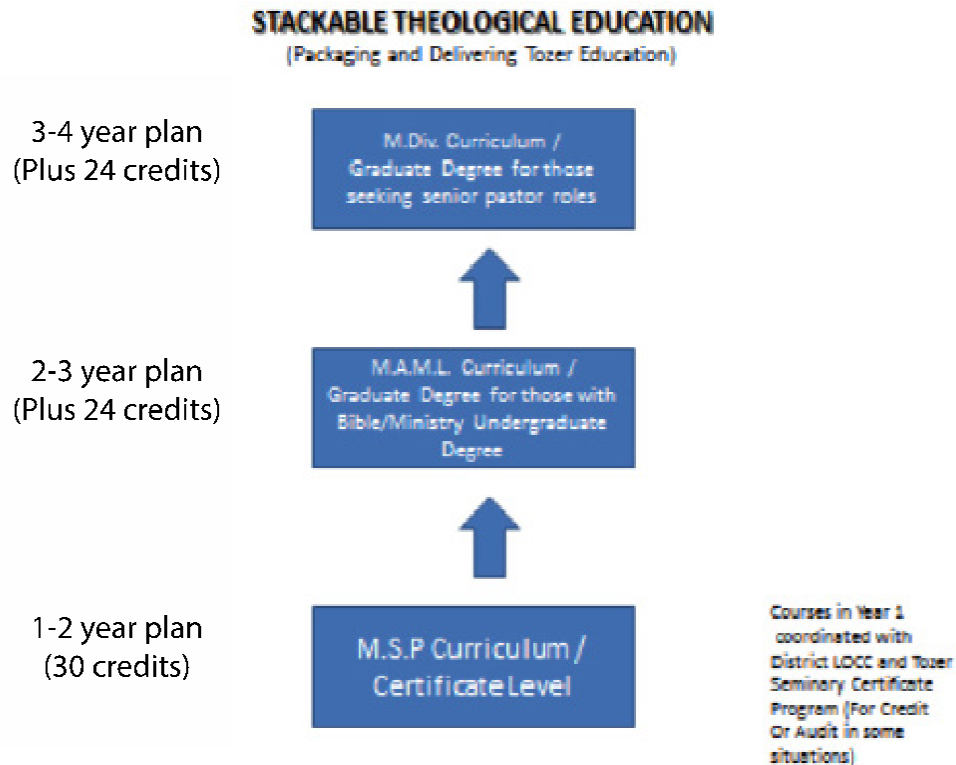 STACKABLE THEOLOGICAL EDUCATION
(Packaging and Delivering Tozer Education)
3-4 year plan
(Plus 24 credits)
M.Div. Curriculum /
Graduate Degree for those
seeking senior pastor roles
2-3 year plan
(Plus 24 credits)
M.A.M.L. Curriculum /
Graduate Degree for those with
Bible/Ministry Undergraduate
Degree
1-2 year plan
(30 credits)
M.S.P Curriculum /
Certificate Level
Courses in Year 1
coordinated with
District LOCC and Tozer
Seminary Certificate
Program (For Credit
Or Audit in some
situations)